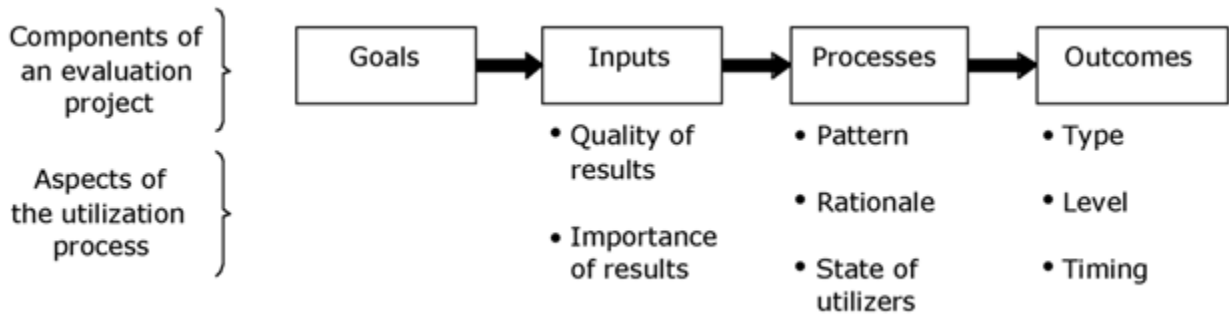 Components of
an evaluation
project
Goals
Inputs
Processes
Outcomes
Aspects of
the utilization
process
• Quality of
results
• Importance
of results
• Pattern
• Rationale
• State of
utilizers
• Type
• Level
• Timing